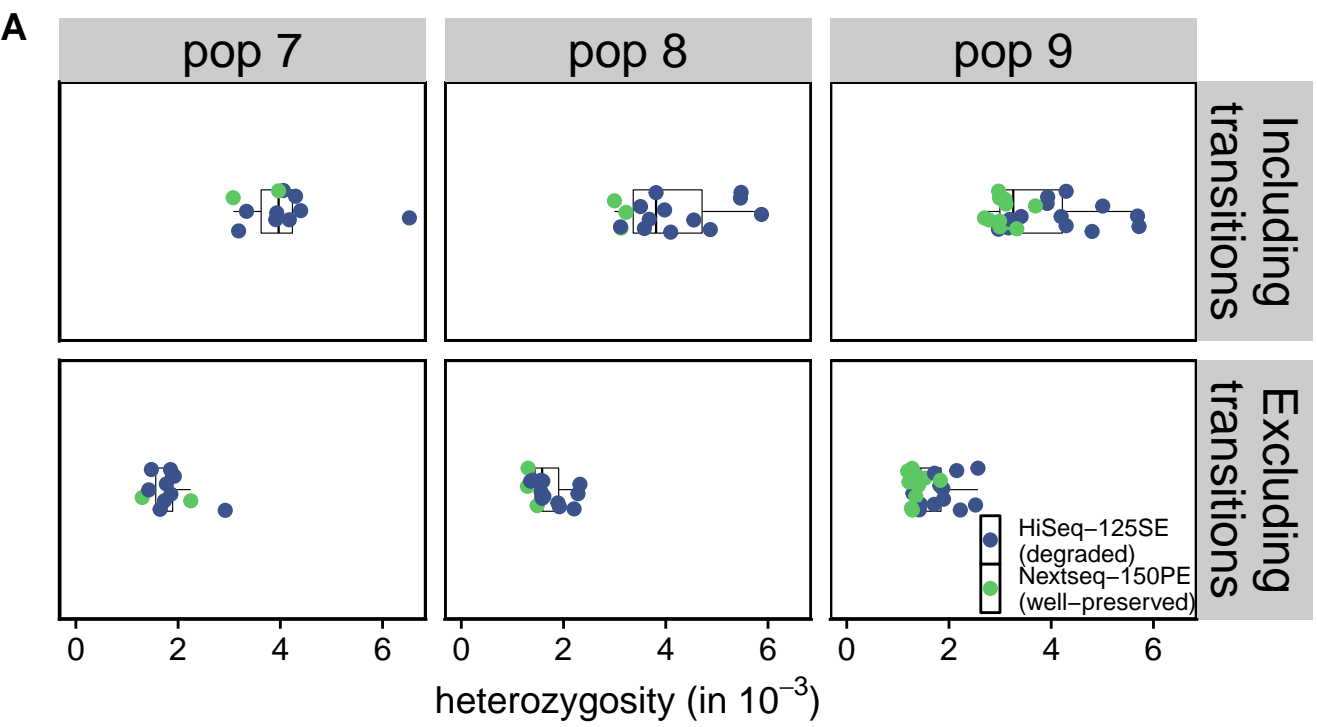 A
pop 7
pop 8
pop 9
Including
transitions
Excluding
transitions
HiSeq−125SE
(degraded)
Nextseq−150PE
(well−preserved)
0 2 4 6
0 2 4 6
0 2 4 6
heterozygosity (in 10⁻³)